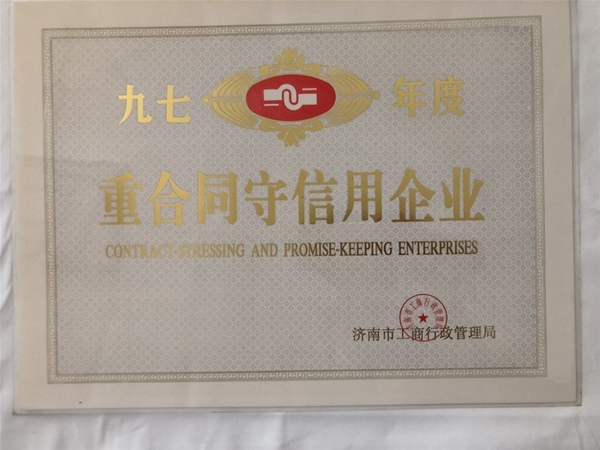 九七 年度
重合同守信用企业
CONTRACT-STRESSING AND PROMISE-KEEPING ENTERPRISES
济南市工商行政管理局